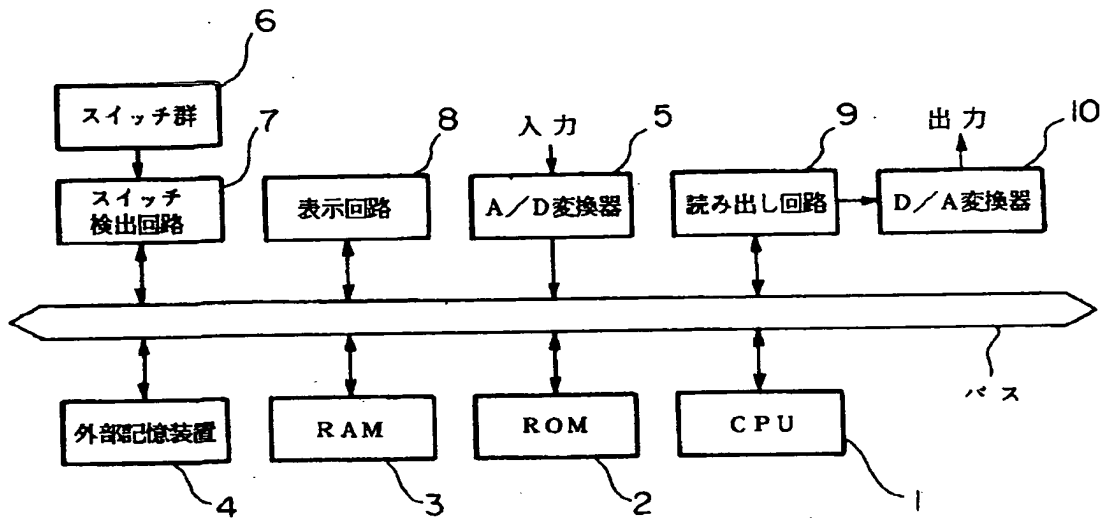 6
スイッチ群
7
スイッチ
検出回路
8
表示回路
入力
5
A/D変換器
9
読み出し回路
出力
10
D/A変換器
バス
外部記憶装置
4
RAM
3
ROM
2
CPU
1